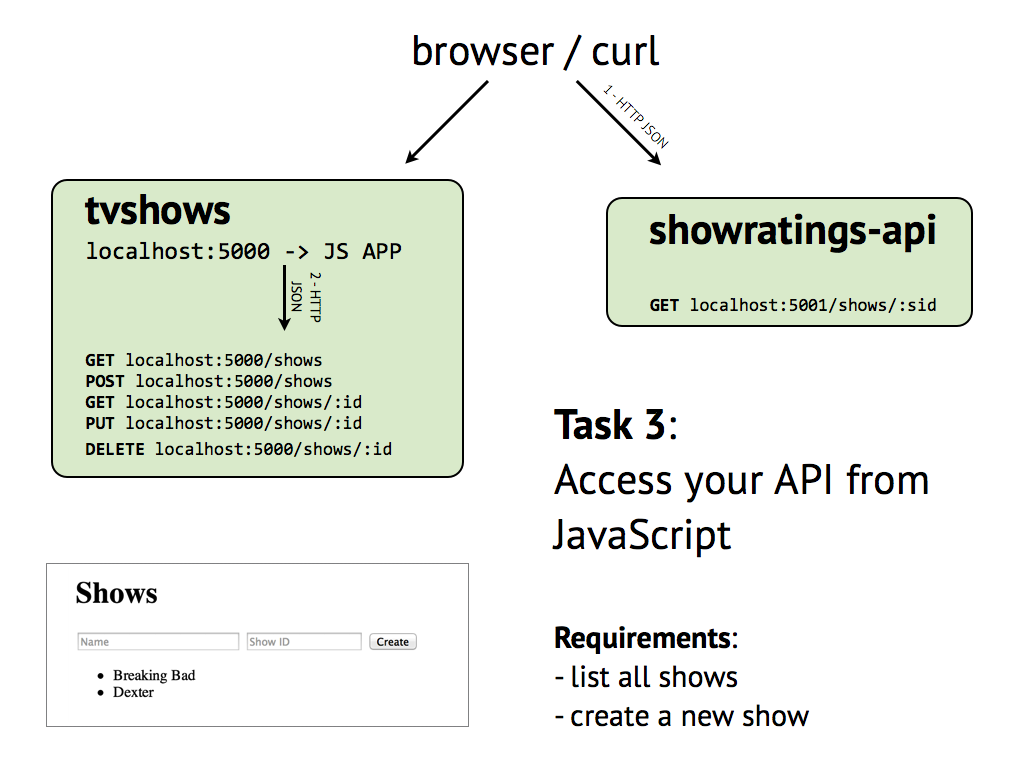 browser / curl
1 - HTTP JSON
tvshows
localhost:5000 -> JS APP
2 - HTTP
JSON
GET localhost:5000/shows
POST localhost:5000/shows
GET localhost:5000/shows/:id
PUT localhost:5000/shows/:id
DELETE localhost:5000/shows/:id
showratings-api
GET localhost:5001/shows/:sid
Task 3:
Access your API from
JavaScript
Shows
Name
Show ID
Create
• Breaking Bad
• Dexter
Requirements:
- list all shows
- create a new show